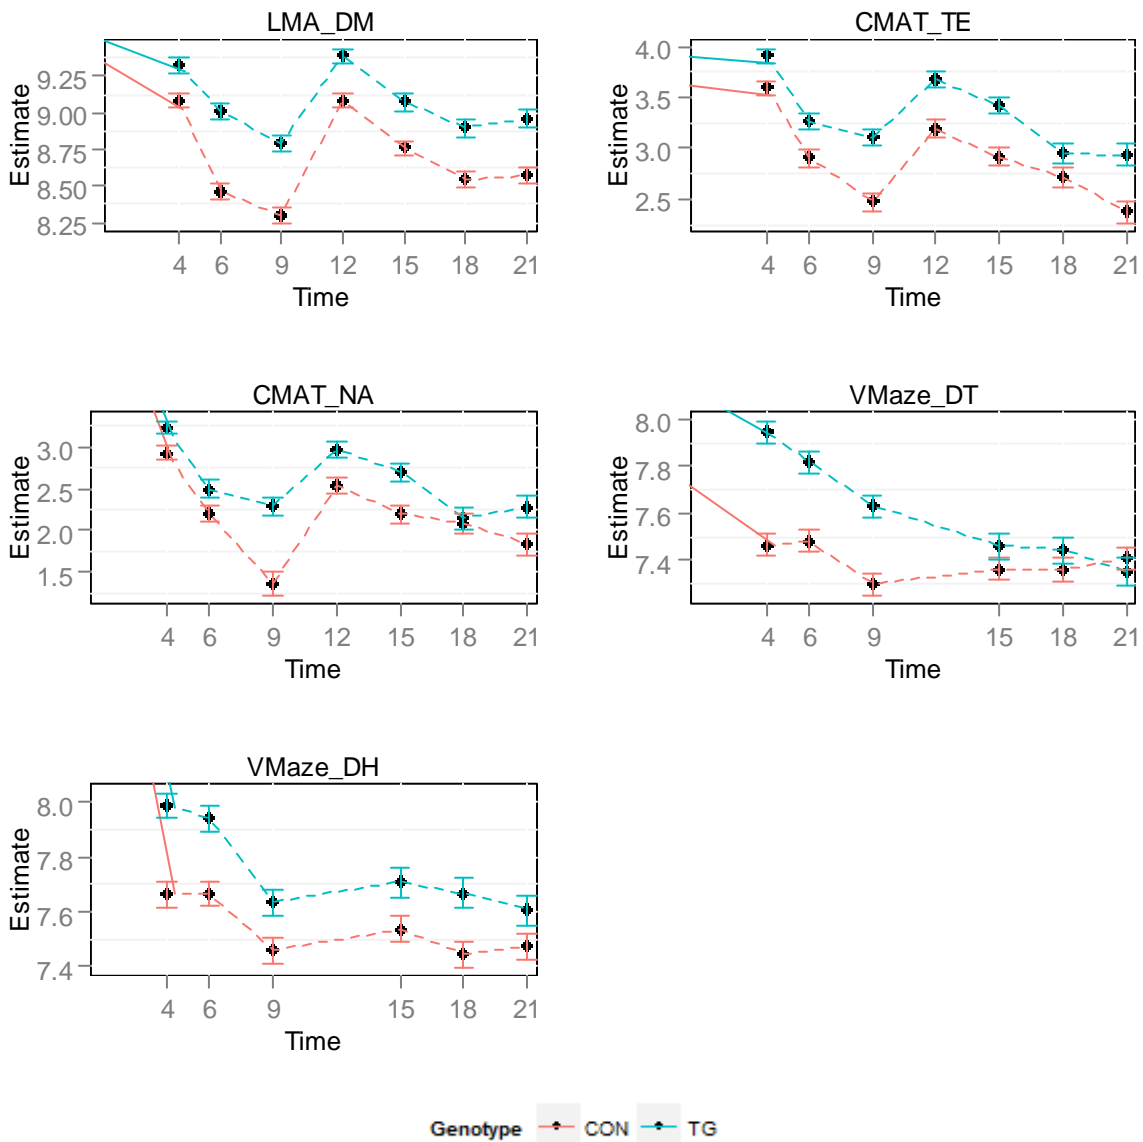 LMA_DM
Estimate
9.25
9.00
8.75
8.50
8.25
4 6 9 12 15 18 21
Time
CMAT_TE
Estimate
4.0
3.5
3.0
2.5
4 6 9 12 15 18 21
Time
CMAT_NA
Estimate
3.0
2.5
2.0
1.5
4 6 9 12 15 18 21
Time
VMaze_DT
Estimate
8.0
7.8
7.6
7.4
4 6 9 15 18 21
Time
VMaze_DH
Estimate
8.0
7.8
7.6
7.4
4 6 9 15 18 21
Time
Genotype CON TG